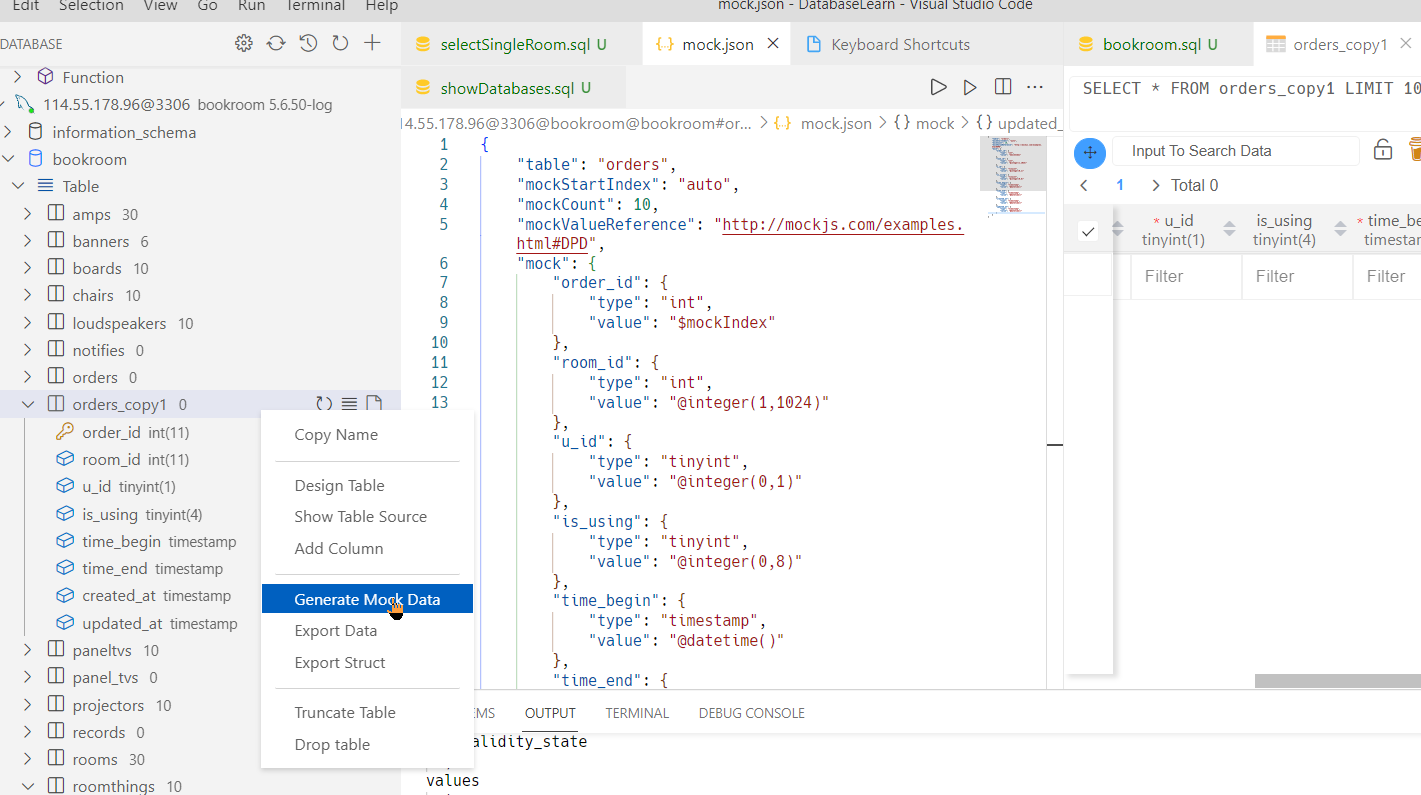 Edit Selection View Go Run Terminal Help
mock.json - DatabaseLearn - Visual Studio Code
DATABASE
Function
114.55.178.96@3306 bookroom 5.6.50-log
information_schema
bookroom
Table
amps 30
banners 6
boards 10
chairs 10
loudspeakers 10
notifies 0
orders 0
orders_copy1 0
order_id int(11)
room_id int(11)
u_id tinyint(1)
is_using tinyint(4)
time_begin timestamp
time_end timestamp
created_at timestamp
updated_at timestamp
paneltvs 10
panel_tvs 0
projectors 10
records 0
rooms 30
roomthings 10
Copy Name
Design Table
Show Table Source
Add Column
Generate Mock Data
Export Data
Export Struct
Truncate Table
Drop table
selectSingleRoom.sql U
mock.json
Keyboard Shortcuts
showDatabases.sql U
14.55.178.96@3306@bookroom@bookroom#or... > {} mock.json > {} mock > {} updated_
1 {
2 "table": "orders",
3 "mockStartIndex": "auto",
4 "mockCount": 10,
5 "mockValueReference": "http://mockjs.com/examples.
html#DPD",
6 "mock": {
7 "order_id": {
8 "type": "int",
9 "value": "$mockIndex"
10 },
11 "room_id": {
12 "type": "int",
13 "value": "@integer(1,1024)"
},
"u_id": {
"type": "tinyint",
"value": "@integer(0,1)"
},
"is_using": {
"type": "tinyint",
"value": "@integer(0,8)"
},
"time_begin": {
"type": "timestamp",
"value": "@datetime()"
},
"time_end": {
EMS OUTPUT TERMINAL DEBUG CONSOLE
alidity_state
values
bookroom.sql U
orders_copy1
SELECT * FROM orders_copy1 LIMIT 10
Input To Search Data
1 Total 0
* u_id is_using * time_be
tinyint(1) tinyint(4) timestar
Filter Filter Filter